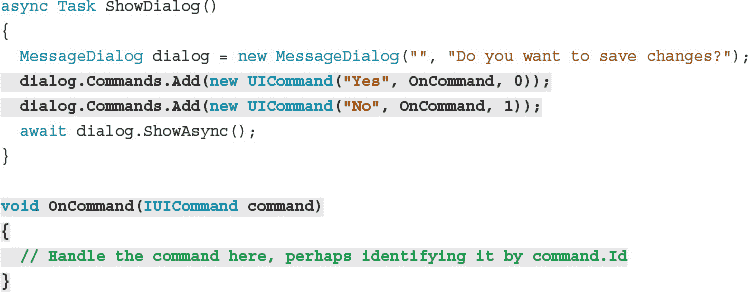 async Task ShowDialog()
{
  MessageDialog dialog = new MessageDialog("", "Do you want to save changes?");
  dialog.Commands.Add(new UICommand("Yes", OnCommand, 0));
  dialog.Commands.Add(new UICommand("No", OnCommand, 1));
  await dialog.ShowAsync();
}

void OnCommand(IUICommand command)
{
  // Handle the command here, perhaps identifying it by command.Id
}